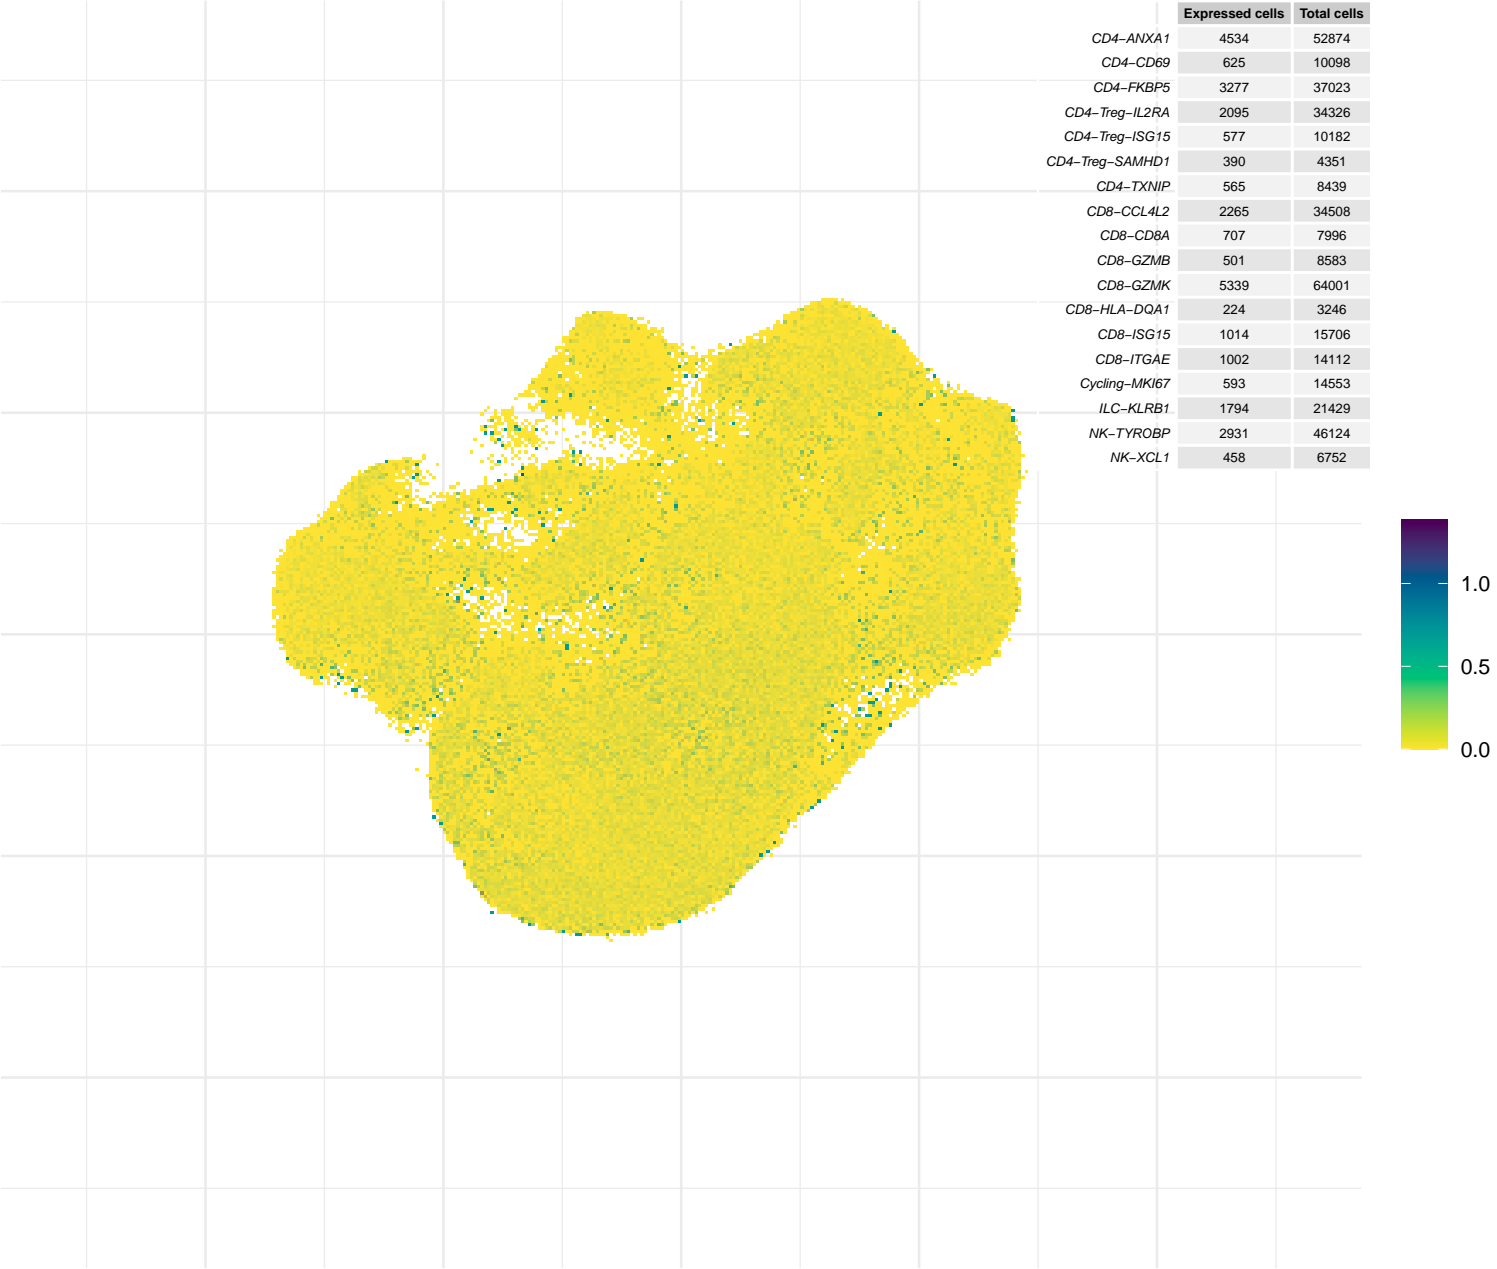 Expressed cells Total cells
CD4−ANXA1 4534 52874
CD4−CD69 625 10098
CD4−FKBP5 3277 37023
CD4−Treg−IL2RA 2095 34326
CD4−Treg−ISG15 577 10182
CD4−Treg−SAMHD1 390 4351
CD4−TXNIP 565 8439
CD8−CCL4L2 2265 34508
CD8−CD8A 707 7996
CD8−GZMB 501 8583
CD8−GZMK 5339 64001
CD8−HLA−DQA1 224 3246
CD8−ISG15 1014 15706
CD8−ITGAE 1002 14112
Cycling−MKI67 593 14553
ILC−KLRB1 1794 21429
NK−TYROBP 2931 46124
NK−XCL1 458 6752
1.0
0.5
0.0